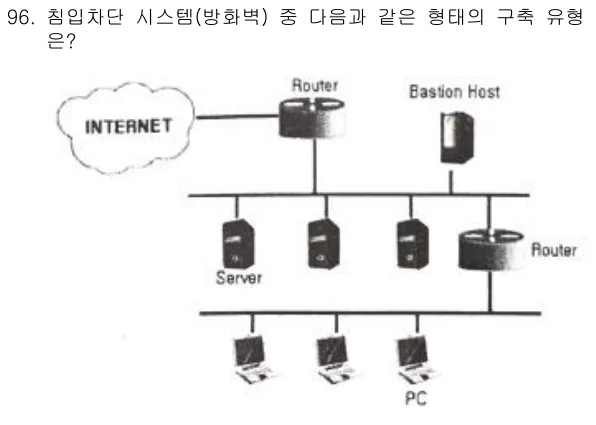 96. 침입차단 시스템(방화벽) 중 다음과 같은 형태의 구축 유형
은?
Router
Bastion Host
INTERNET
Server
Router
PC